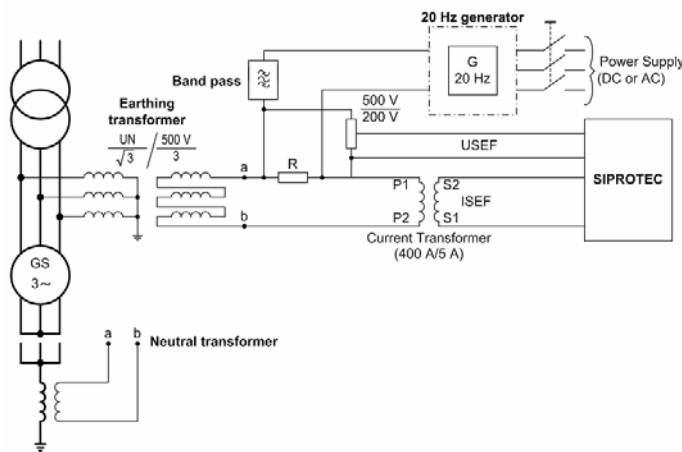 20 Hz generator
G
20 Hz
Power Supply
(DC or AC)
Band pass
Earthing
transformer
UN
√3
/
500 V
3
500 V
200 V
USEF
a
R
P1
S2
ISEF
SIPROTEC
b
P2
S1
Current Transformer
(400 A/5 A)
GS
3~
a
b
Neutral transformer